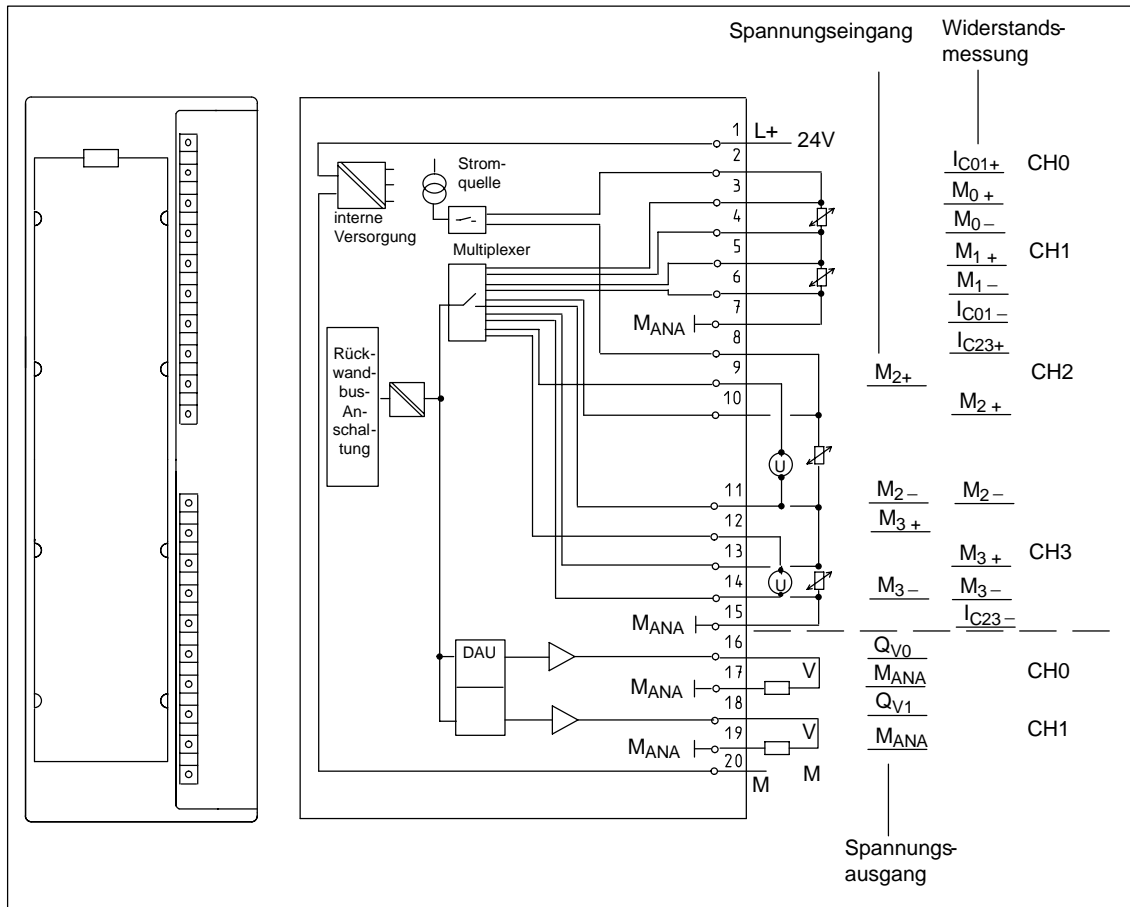 Spannungseingang
Widerstands-
messung
1 L+ 24V
2 I_C01+ CH0
3 M_0 +
4 M_0 –
5 M_1 + CH1
6 M_1 –
7 M_ANA I_C01 –
8 I_C23+
9 M_2+ CH2
10 M_2 +
U
11 M_2 – M_2 –
12 M_3 +
13 M_3 + CH3
14 U M_3 – M_3 –
15 M_ANA I_C23 –
16 Q_V0
17 M_ANA V M_ANA CH0
18 Q_V1
19 M_ANA V M_ANA CH1
20 M M
Strom-
quelle
interne
Versorgung
Multiplexer
Rück-
wand-
bus-
An-
schal-
tung
DAU
Spannungs-
ausgang